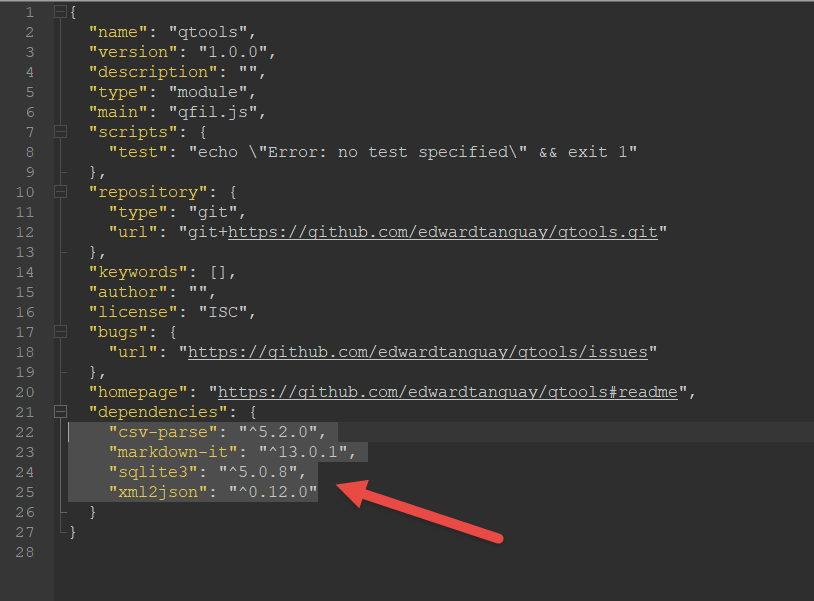 1 {
2 "name": "qtools",
3 "version": "1.0.0",
4 "description": "",
5 "type": "module",
6 "main": "qfil.js",
7 "scripts": {
8 "test": "echo \"Error: no test specified\" && exit 1"
9 },
10 "repository": {
11 "type": "git",
12 "url": "git+https://github.com/edwardtanguay/qtools.git"
13 },
14 "keywords": [],
15 "author": "",
16 "license": "ISC",
17 "bugs": {
18 "url": "https://github.com/edwardtanguay/qtools/issues"
19 },
20 "homepage": "https://github.com/edwardtanguay/qtools#readme",
21 "dependencies": {
22 "csv-parse": "^5.2.0",
23 "markdown-it": "^13.0.1",
24 "sqlite3": "^5.0.8",
25 "xml2json": "^0.12.0"
26 }
27 }
28